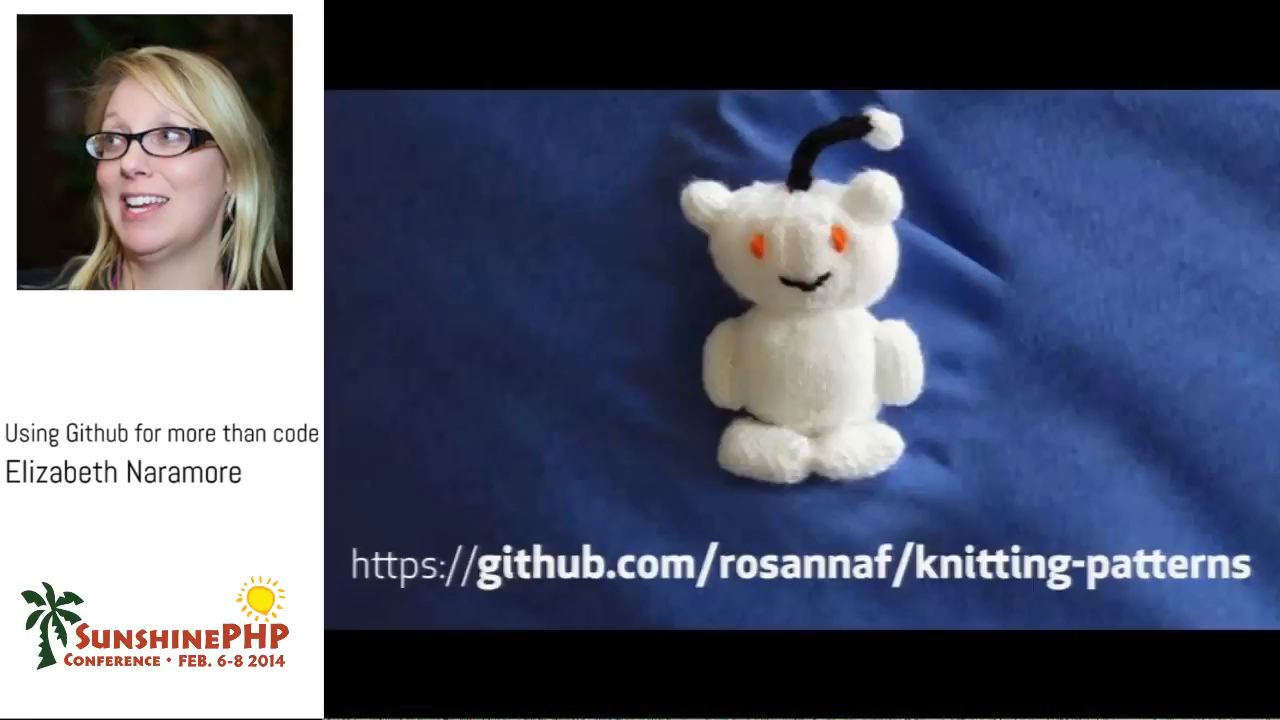 Using Github for more than code
Elizabeth Naramore
SunshinePHP
Conference • Feb. 6-8 2014
https://github.com/rosannaf/knitting-patterns